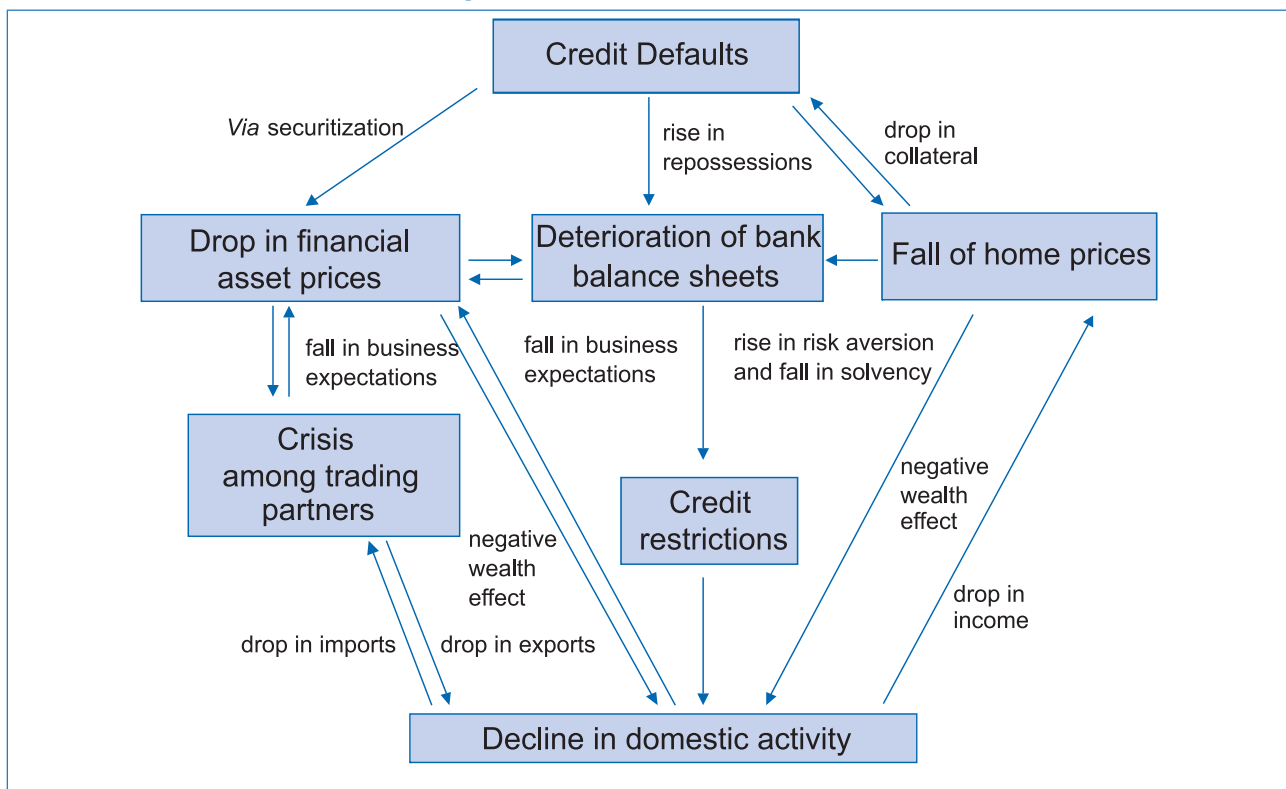 Credit Defaults
Via securitization
rise in
repossessions
drop in
collateral
Drop in financial
asset prices
Deterioration of bank
balance sheets
Fall of home prices
fall in business
expectations
fall in business
expectations
rise in risk aversion
and fall in solvency
Crisis
among trading
partners
Credit
restrictions
negative
wealth
effect
negative
wealth
effect
drop in
income
drop in imports
drop in exports
Decline in domestic activity